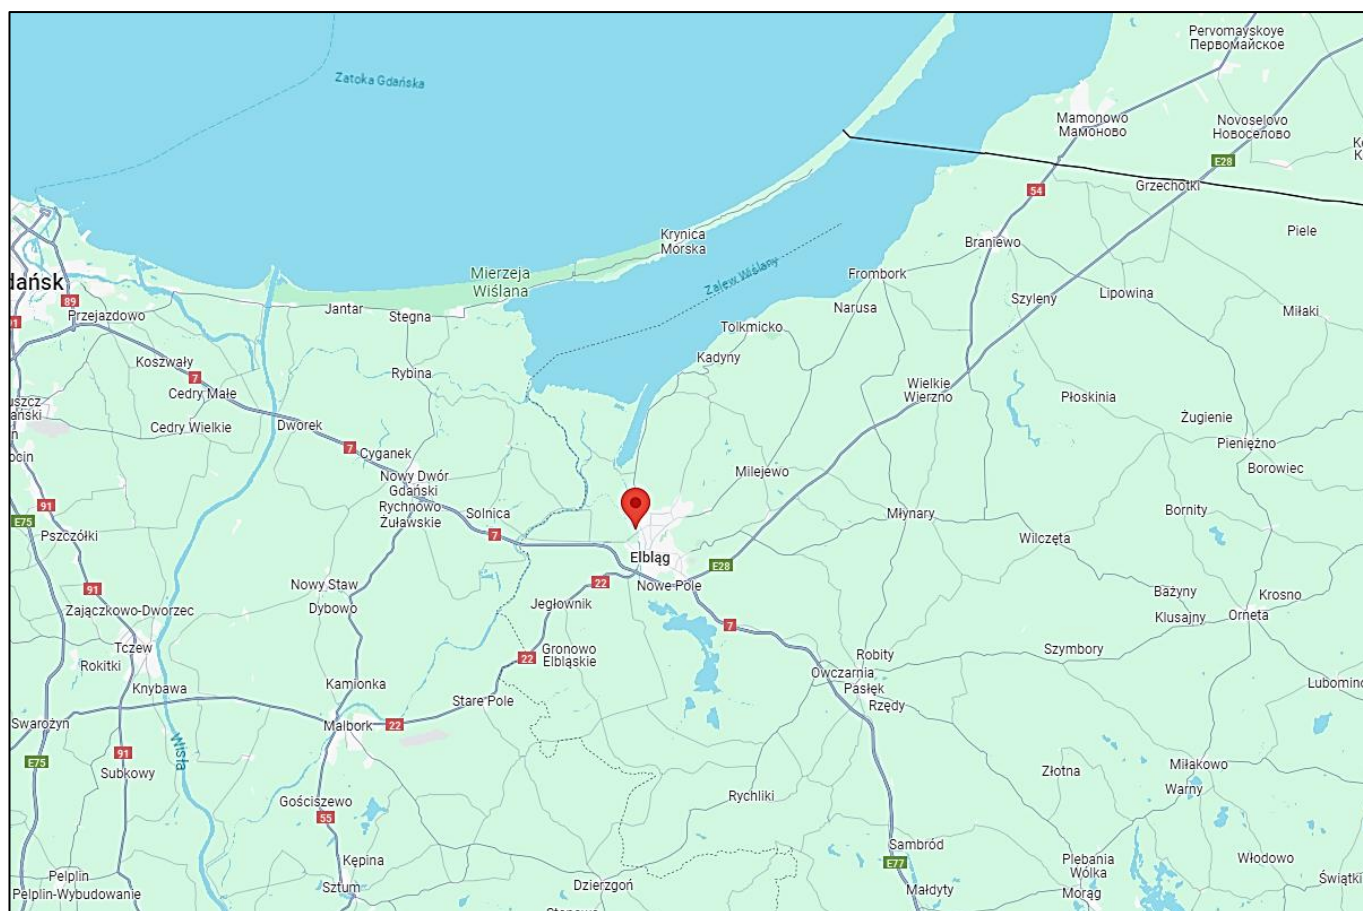 Pervomayskoye
Первомайское
Zatoka Gdańska
Mamonowo
Мамоново
Novoselovo
Новоселово
E28
54
Grzechotki
Krynica
Morska
Piele
Braniewo
Zalew Wiślany
Mierzeja
Wiślana
Frombork
dańsk
89
Jantar
Stegna
Przejazdowo
91
Narusa
Szyleny
Lipowina
Miłaki
Tolkmicko
Kadyny
Koszwały
7
Rybina
Cedry Małe
Wielkie
Wierzno
Płoskinia
uszcz
ański
Cedry Wielkie
Dworek
Żugienie
7
Cyganek
Pieniężno
ocin
Nowy Dwór
Gdański
Milejewo
Borowiec
91
Rychnowo
Żuławskie
Solnica
Młynary
Bornity
E75
Pszczółki
7
Wilczęta
Elbląg
E28
91
Nowy Staw
22
Nowe Pole
Bażyny
Krosno
Zajączkowo-Dworzec
Dybowo
Jegłownik
7
Klusajny
Orneta
Tczew
Gronowo
Elbląskie
22
Robity
Szymbory
Rokitki
Owczarnia
Knybawa
Kamionka
Pasłęk
Lubomino
Stare Pole
Rzędy
Swarożyn
Malbork
22
91
Wisła
E75
Subkowy
Złotna
Miłakowo
Warny
Gościszewo
Rychliki
55
Sambród
Kępina
E77
Plebania
Wólka
Włodowo
Pelplin
Pelplin-Wybudowanie
Sztum
Dzierzgoń
Małdyty
Morąg
Świątki